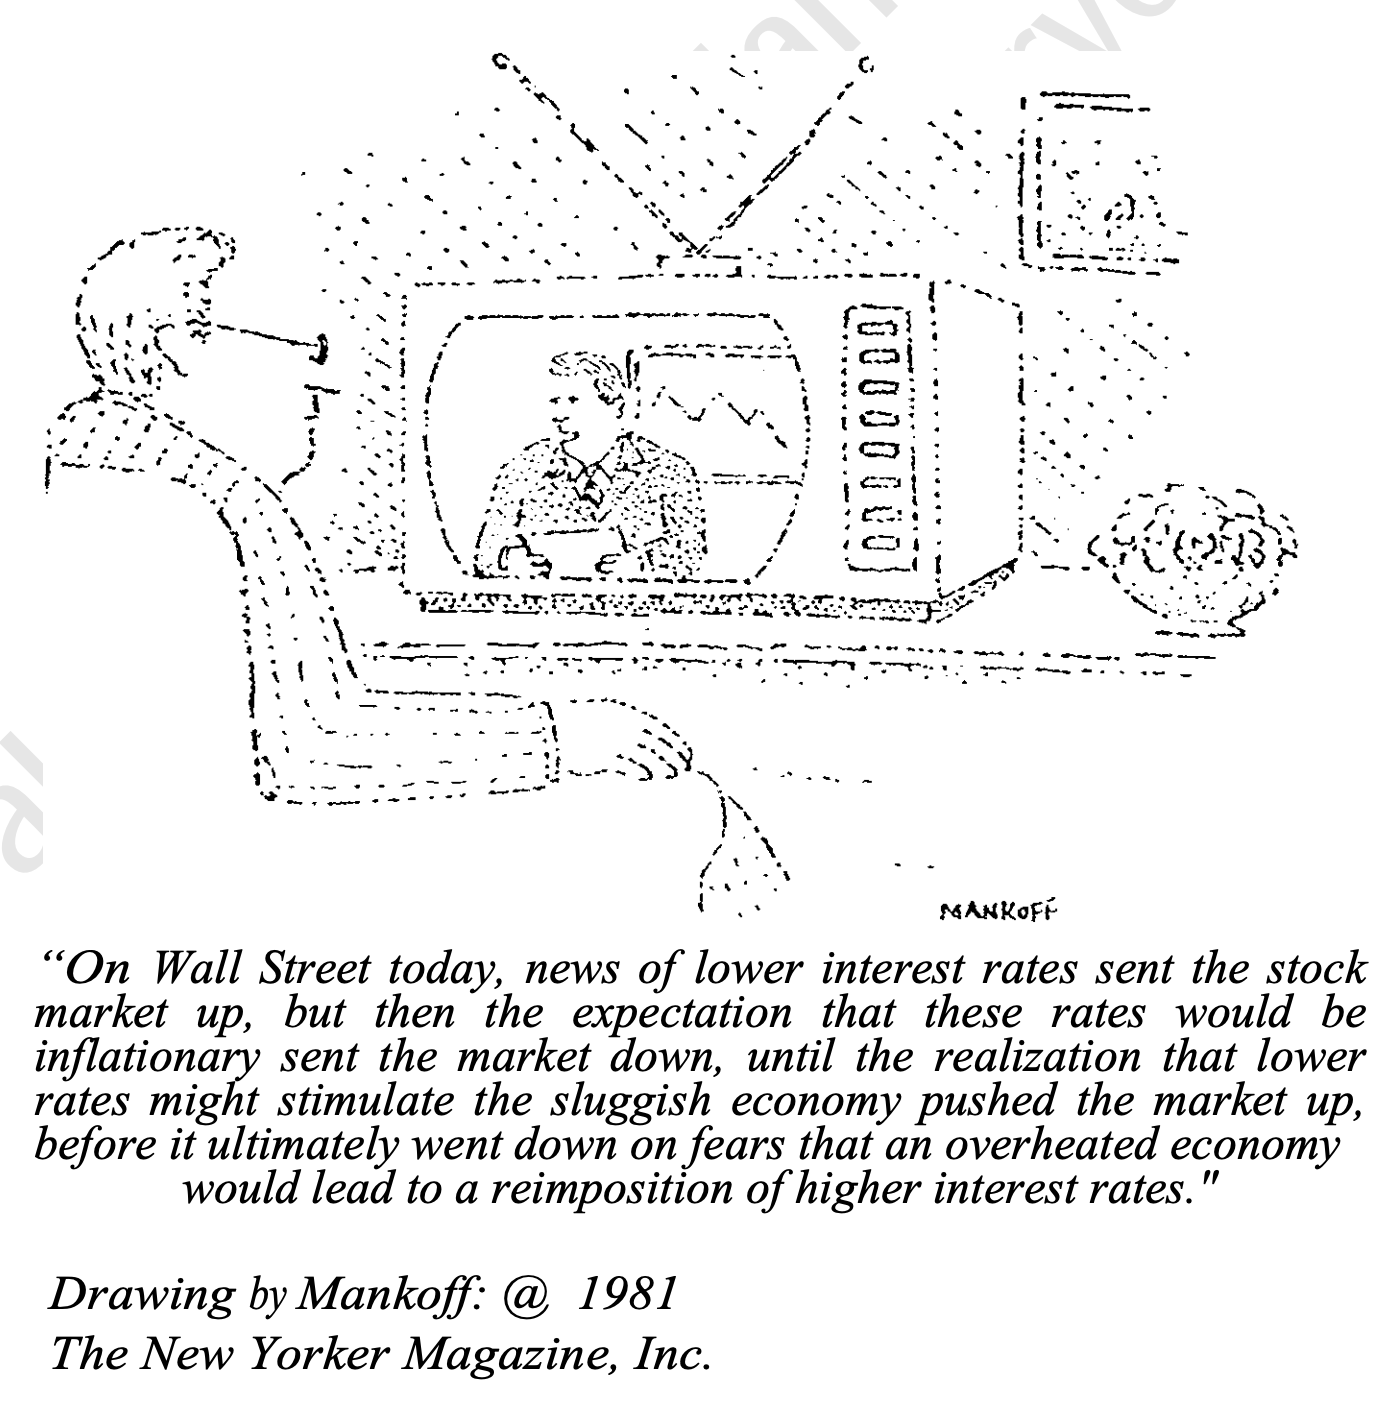 MANKOFF
“On Wall Street today, news of lower interest rates sent the stock
market up, but then the expectation that these rates would be
inflationary sent the market down, until the realization that lower
rates might stimulate the sluggish economy pushed the market up,
before it ultimately went down on fears that an overheated economy
would lead to a reimposition of higher interest rates."
Drawing by Mankoff: @ 1981
The New Yorker Magazine, Inc.